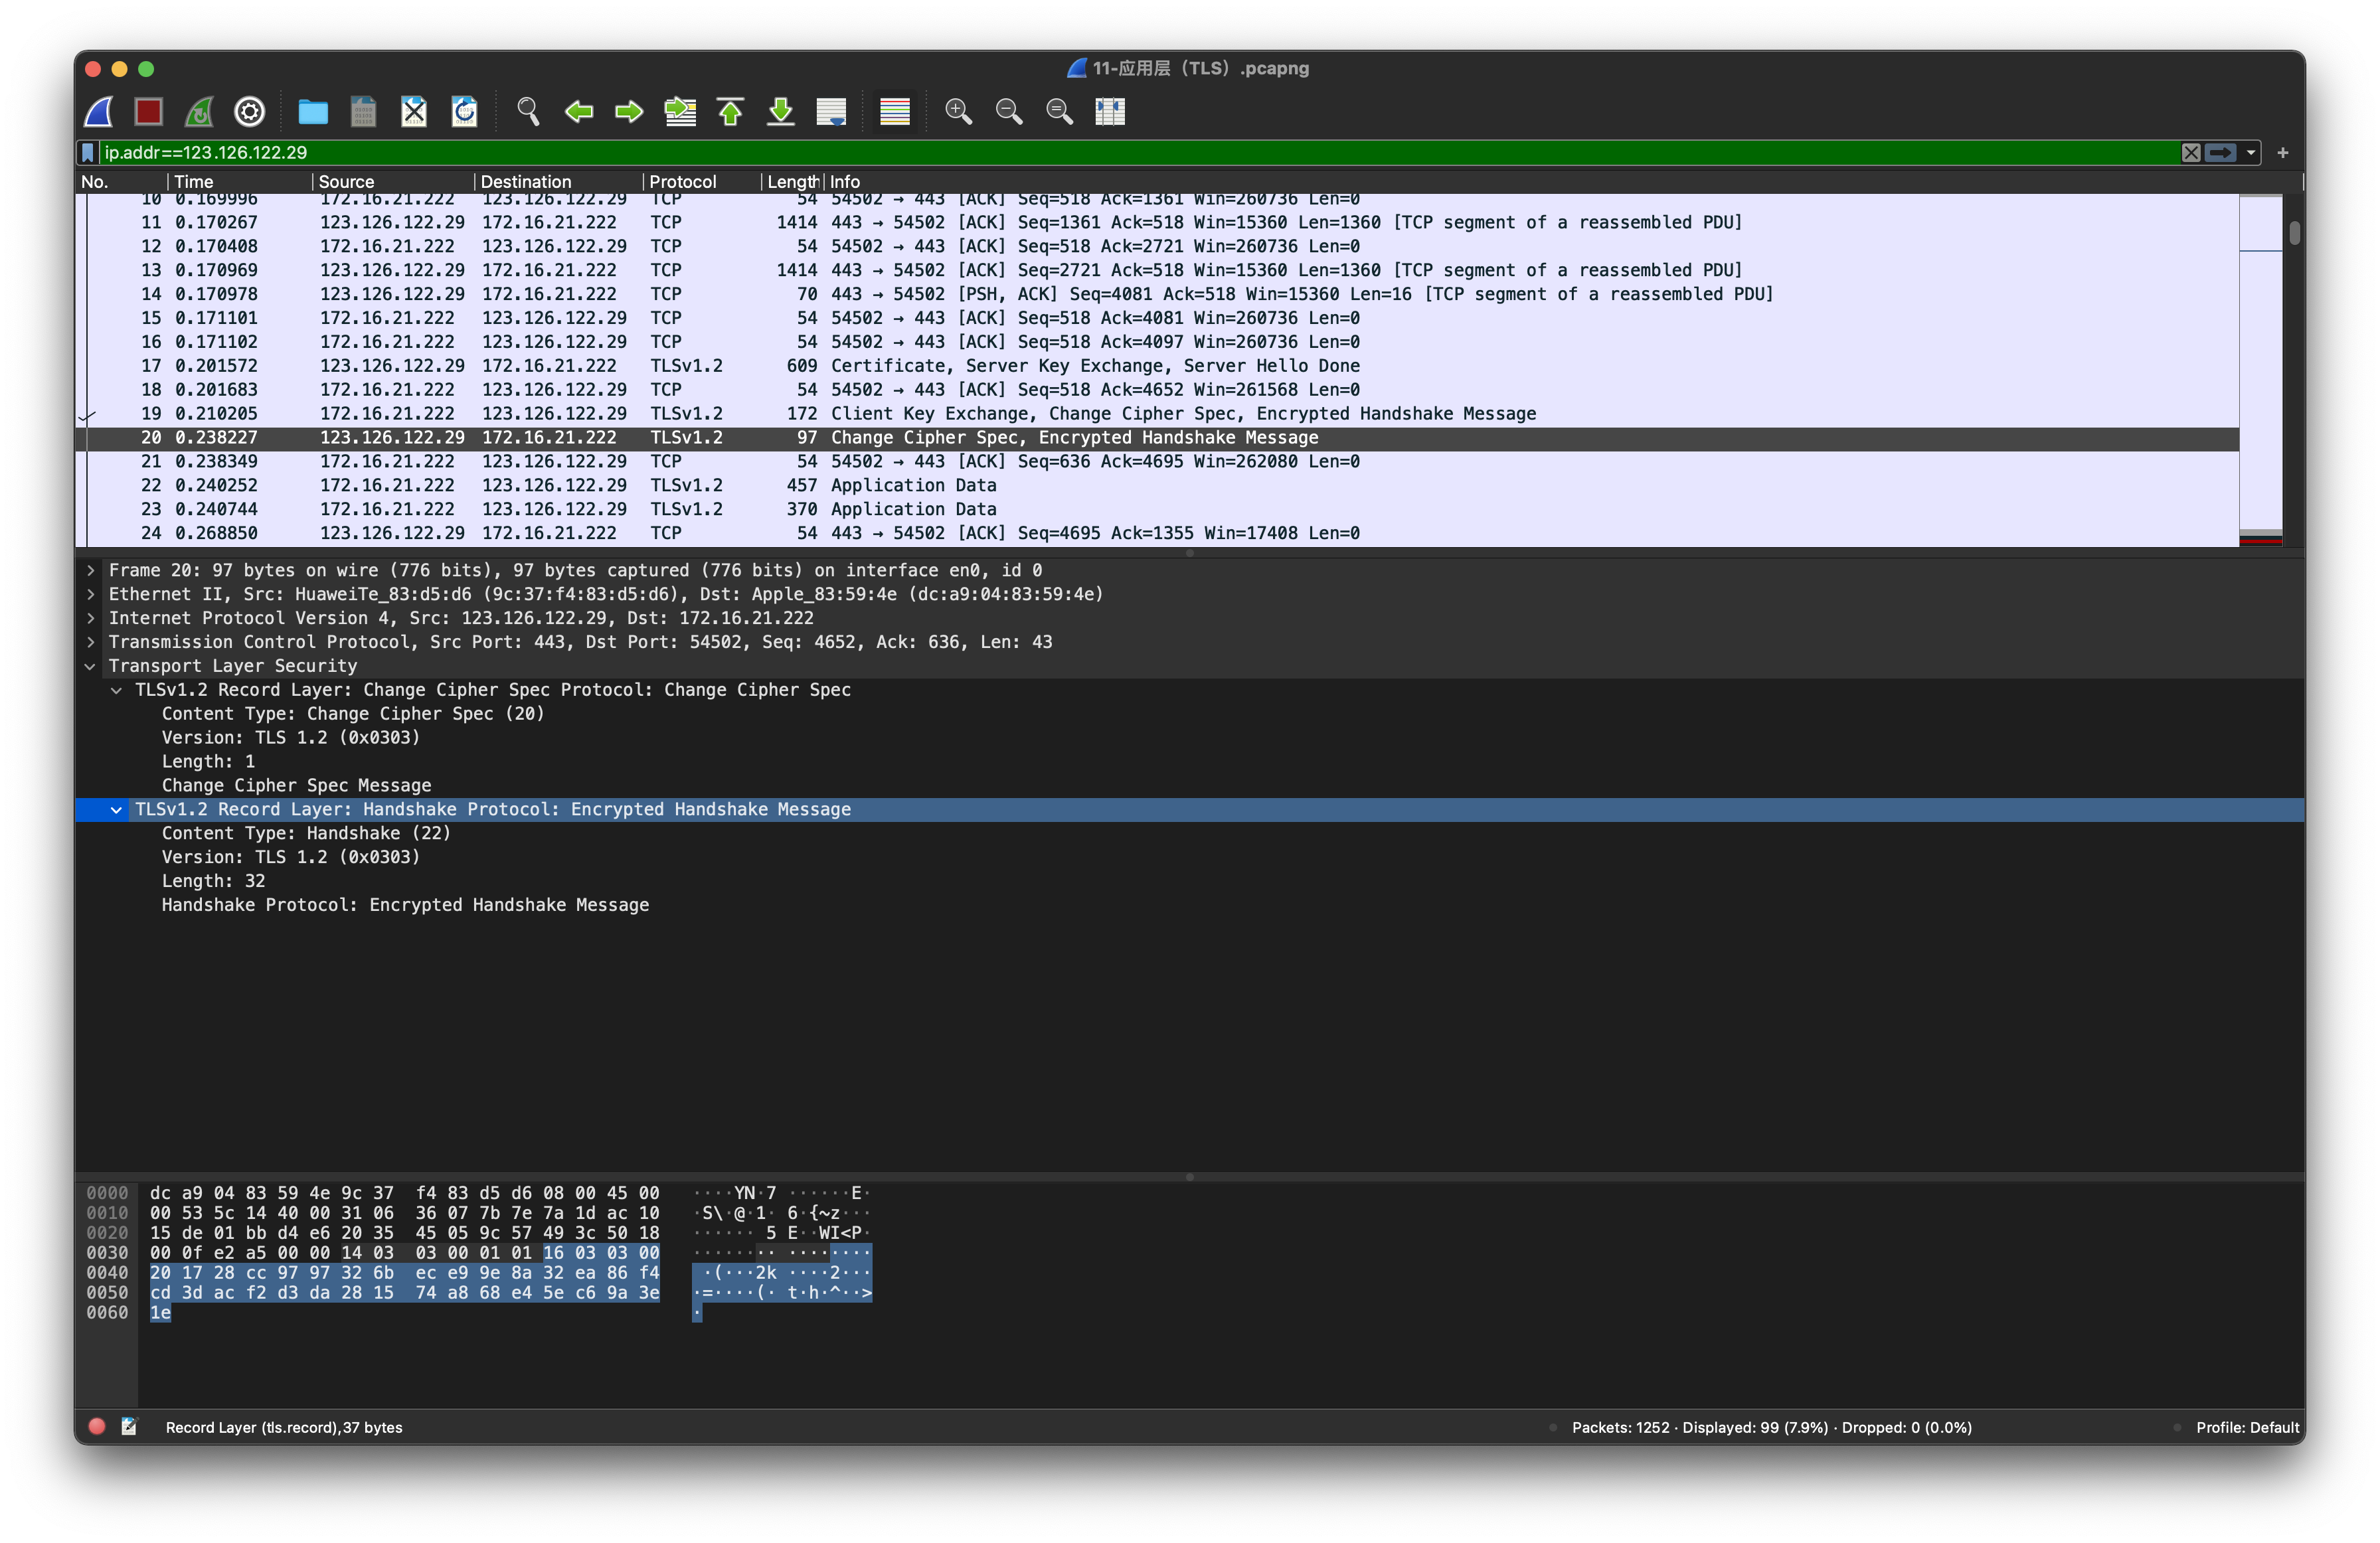 11-应用层（TLS）.pcapng
ip.addr==123.126.122.29
No. Time Source Destination Protocol Length Info
10 0.169996 172.16.21.222 123.126.122.29 TCP 54 54502 → 443 [ACK] Seq=518 Ack=1361 Win=260736 Len=0
11 0.170267 123.126.122.29 172.16.21.222 TCP 1414 443 → 54502 [ACK] Seq=1361 Ack=518 Win=15360 Len=1360 [TCP segment of a reassembled PDU]
12 0.170408 172.16.21.222 123.126.122.29 TCP 54 54502 → 443 [ACK] Seq=518 Ack=2721 Win=260736 Len=0
13 0.170969 123.126.122.29 172.16.21.222 TCP 1414 443 → 54502 [ACK] Seq=2721 Ack=518 Win=15360 Len=1360 [TCP segment of a reassembled PDU]
14 0.170978 123.126.122.29 172.16.21.222 TCP 70 443 → 54502 [PSH, ACK] Seq=4081 Ack=518 Win=15360 Len=16 [TCP segment of a reassembled PDU]
15 0.171101 172.16.21.222 123.126.122.29 TCP 54 54502 → 443 [ACK] Seq=518 Ack=4081 Win=260736 Len=0
16 0.171102 172.16.21.222 123.126.122.29 TCP 54 54502 → 443 [ACK] Seq=518 Ack=4097 Win=260736 Len=0
17 0.201572 123.126.122.29 172.16.21.222 TLSv1.2 609 Certificate, Server Key Exchange, Server Hello Done
18 0.201683 172.16.21.222 123.126.122.29 TCP 54 54502 → 443 [ACK] Seq=518 Ack=4652 Win=261568 Len=0
19 0.210205 172.16.21.222 123.126.122.29 TLSv1.2 172 Client Key Exchange, Change Cipher Spec, Encrypted Handshake Message
20 0.238227 123.126.122.29 172.16.21.222 TLSv1.2 97 Change Cipher Spec, Encrypted Handshake Message
21 0.238349 172.16.21.222 123.126.122.29 TCP 54 54502 → 443 [ACK] Seq=636 Ack=4695 Win=262080 Len=0
22 0.240252 172.16.21.222 123.126.122.29 TLSv1.2 457 Application Data
23 0.240744 172.16.21.222 123.126.122.29 TLSv1.2 370 Application Data
24 0.268850 123.126.122.29 172.16.21.222 TCP 54 443 → 54502 [ACK] Seq=4695 Ack=1355 Win=17408 Len=0
Frame 20: 97 bytes on wire (776 bits), 97 bytes captured (776 bits) on interface en0, id 0
Ethernet II, Src: HuaweiTe_83:d5:d6 (9c:37:f4:83:d5:d6), Dst: Apple_83:59:4e (dc:a9:04:83:59:4e)
Internet Protocol Version 4, Src: 123.126.122.29, Dst: 172.16.21.222
Transmission Control Protocol, Src Port: 443, Dst Port: 54502, Seq: 4652, Ack: 636, Len: 43
Transport Layer Security
TLSv1.2 Record Layer: Change Cipher Spec Protocol: Change Cipher Spec
Content Type: Change Cipher Spec (20)
Version: TLS 1.2 (0x0303)
Length: 1
Change Cipher Spec Message
TLSv1.2 Record Layer: Handshake Protocol: Encrypted Handshake Message
Content Type: Handshake (22)
Version: TLS 1.2 (0x0303)
Length: 32
Handshake Protocol: Encrypted Handshake Message
0000 dc a9 04 83 59 4e 9c 37 f4 83 d5 d6 08 00 45 00 ····YN·7 ······E·
0010 00 53 5c 14 40 00 31 06 36 07 7b 7e 7a 1d ac 10 ·S\·@·1· 6·{~z···
0020 15 de 01 bb d4 e6 20 35 45 05 9c 57 49 3c 50 18 ······ 5 E··WI<P·
0030 00 0f e2 a5 00 00 14 03 03 00 01 01 16 03 03 00 ········ ········
0040 20 17 28 cc 97 97 32 6b ec e9 9e 8a 32 ea 86 f4 ·(···2k ····2···
0050 cd 3d ac f2 d3 da 28 15 74 a8 68 e4 5e c6 9a 3e ·=····(· t·h·^··>
0060 1e ·
Record Layer (tls.record), 37 bytes
Packets: 1252 · Displayed: 99 (7.9%) · Dropped: 0 (0.0%)
Profile: Default